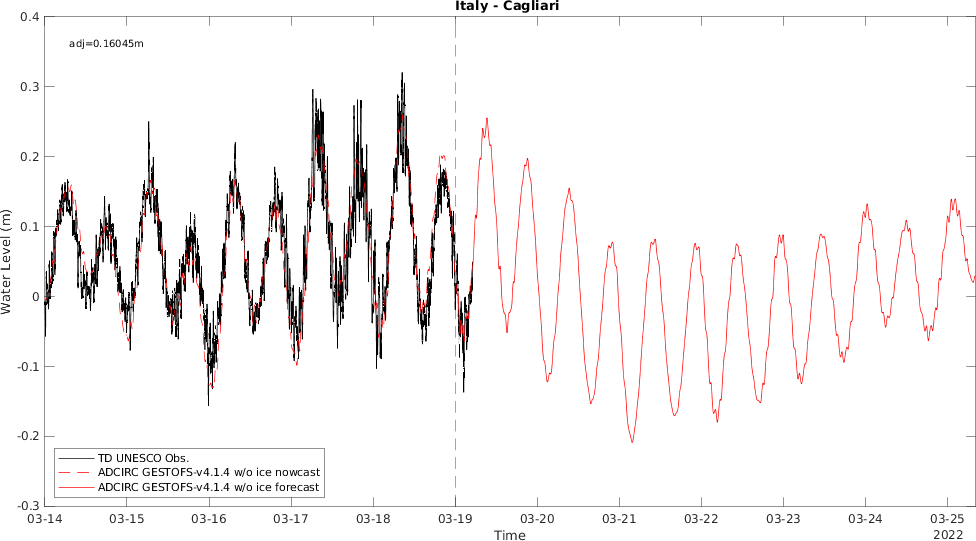 Italy - Cagliari
adj=0.16045m
Water Level (m)
0.4
0.3
0.2
0.1
0
-0.1
-0.2
-0.3
TD UNESCO Obs.
ADCIRC GESTOFS-v4.1.4 w/o ice nowcast
ADCIRC GESTOFS-v4.1.4 w/o ice forecast
03-14 03-15 03-16 03-17 03-18 03-19 03-20 03-21 03-22 03-23 03-24 03-25
2022
Time